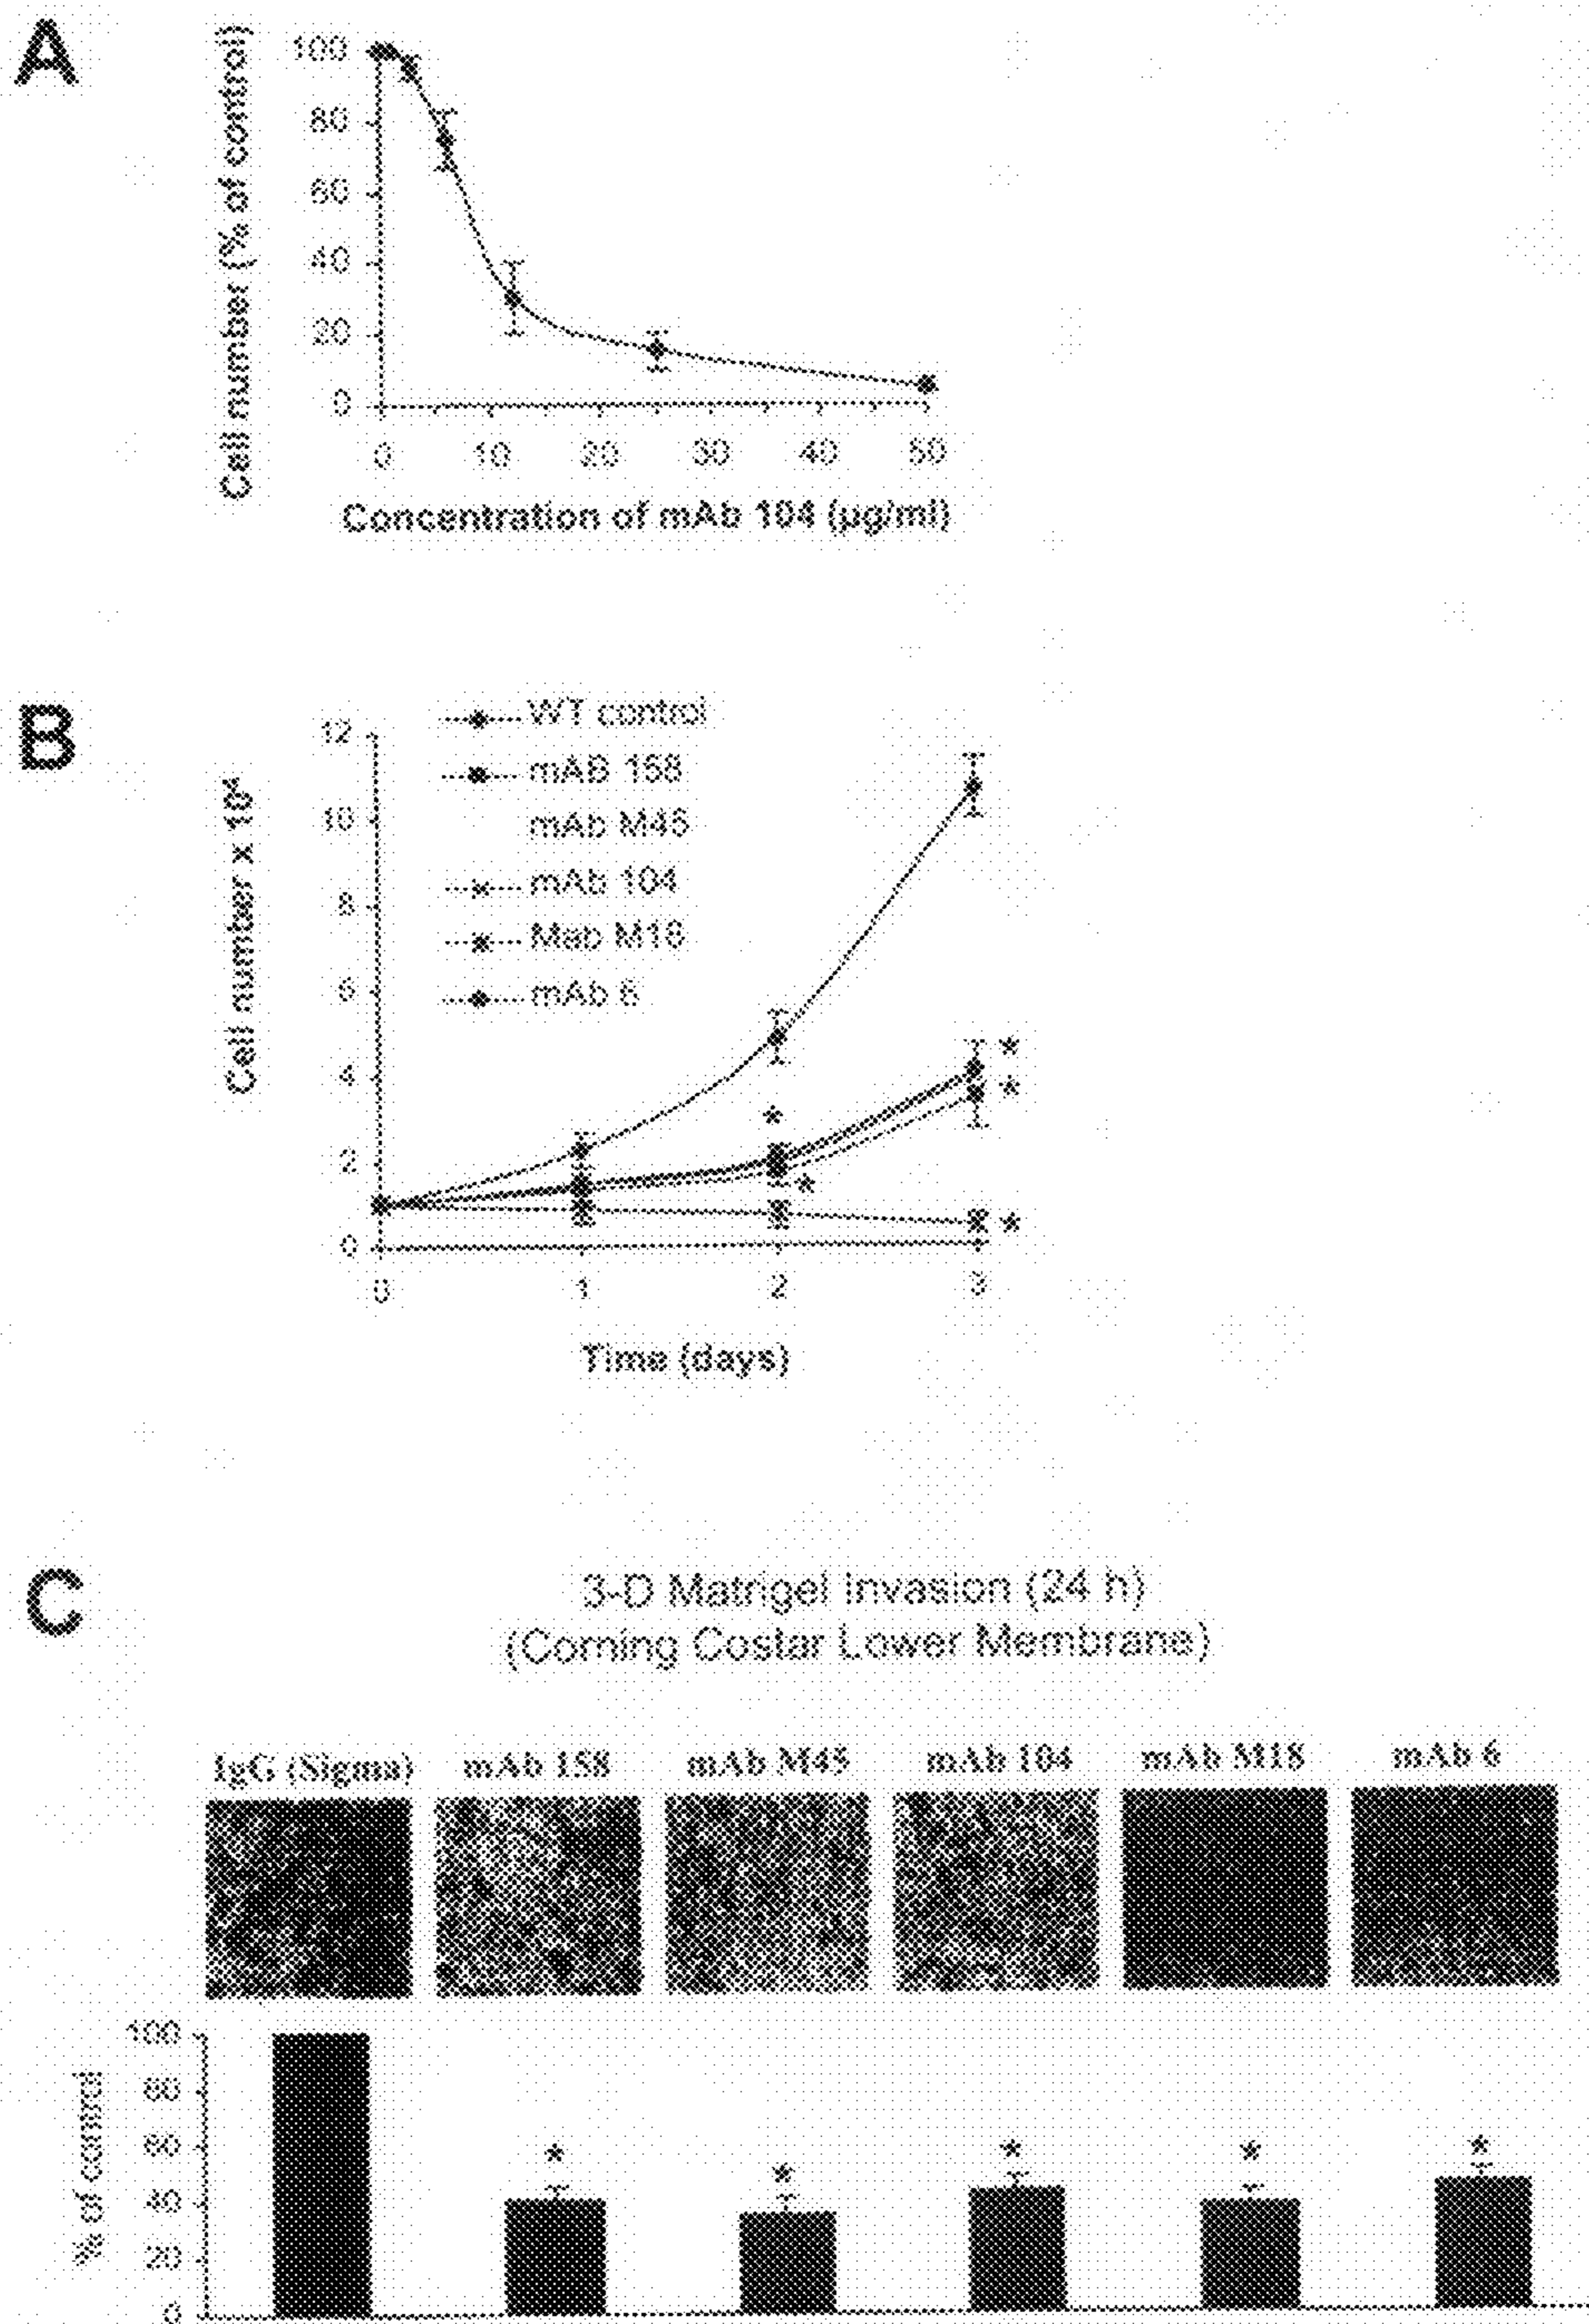 A
Cell number (% of control)
100
80
60
40
20
0
0 10 20 30 40 50
Concentration of mAb 104 (µg/ml)
B
Cell number x 10⁴
12
10
8
6
4
2
0
WT control
mAB 158
mAb M45
mAb 104
Mab M18
mAb 6
*
*
*
*
*
0 1 2 3
Time (days)
C
3-D Matrigel Invasion (24 h)
(Corning Costar Lower Membrane)
IgG (Sigma) mAb 158 mAb M45 mAb 104 mAb M18 mAb 6
% of control
100
80
60
40
20
0
* * * * *